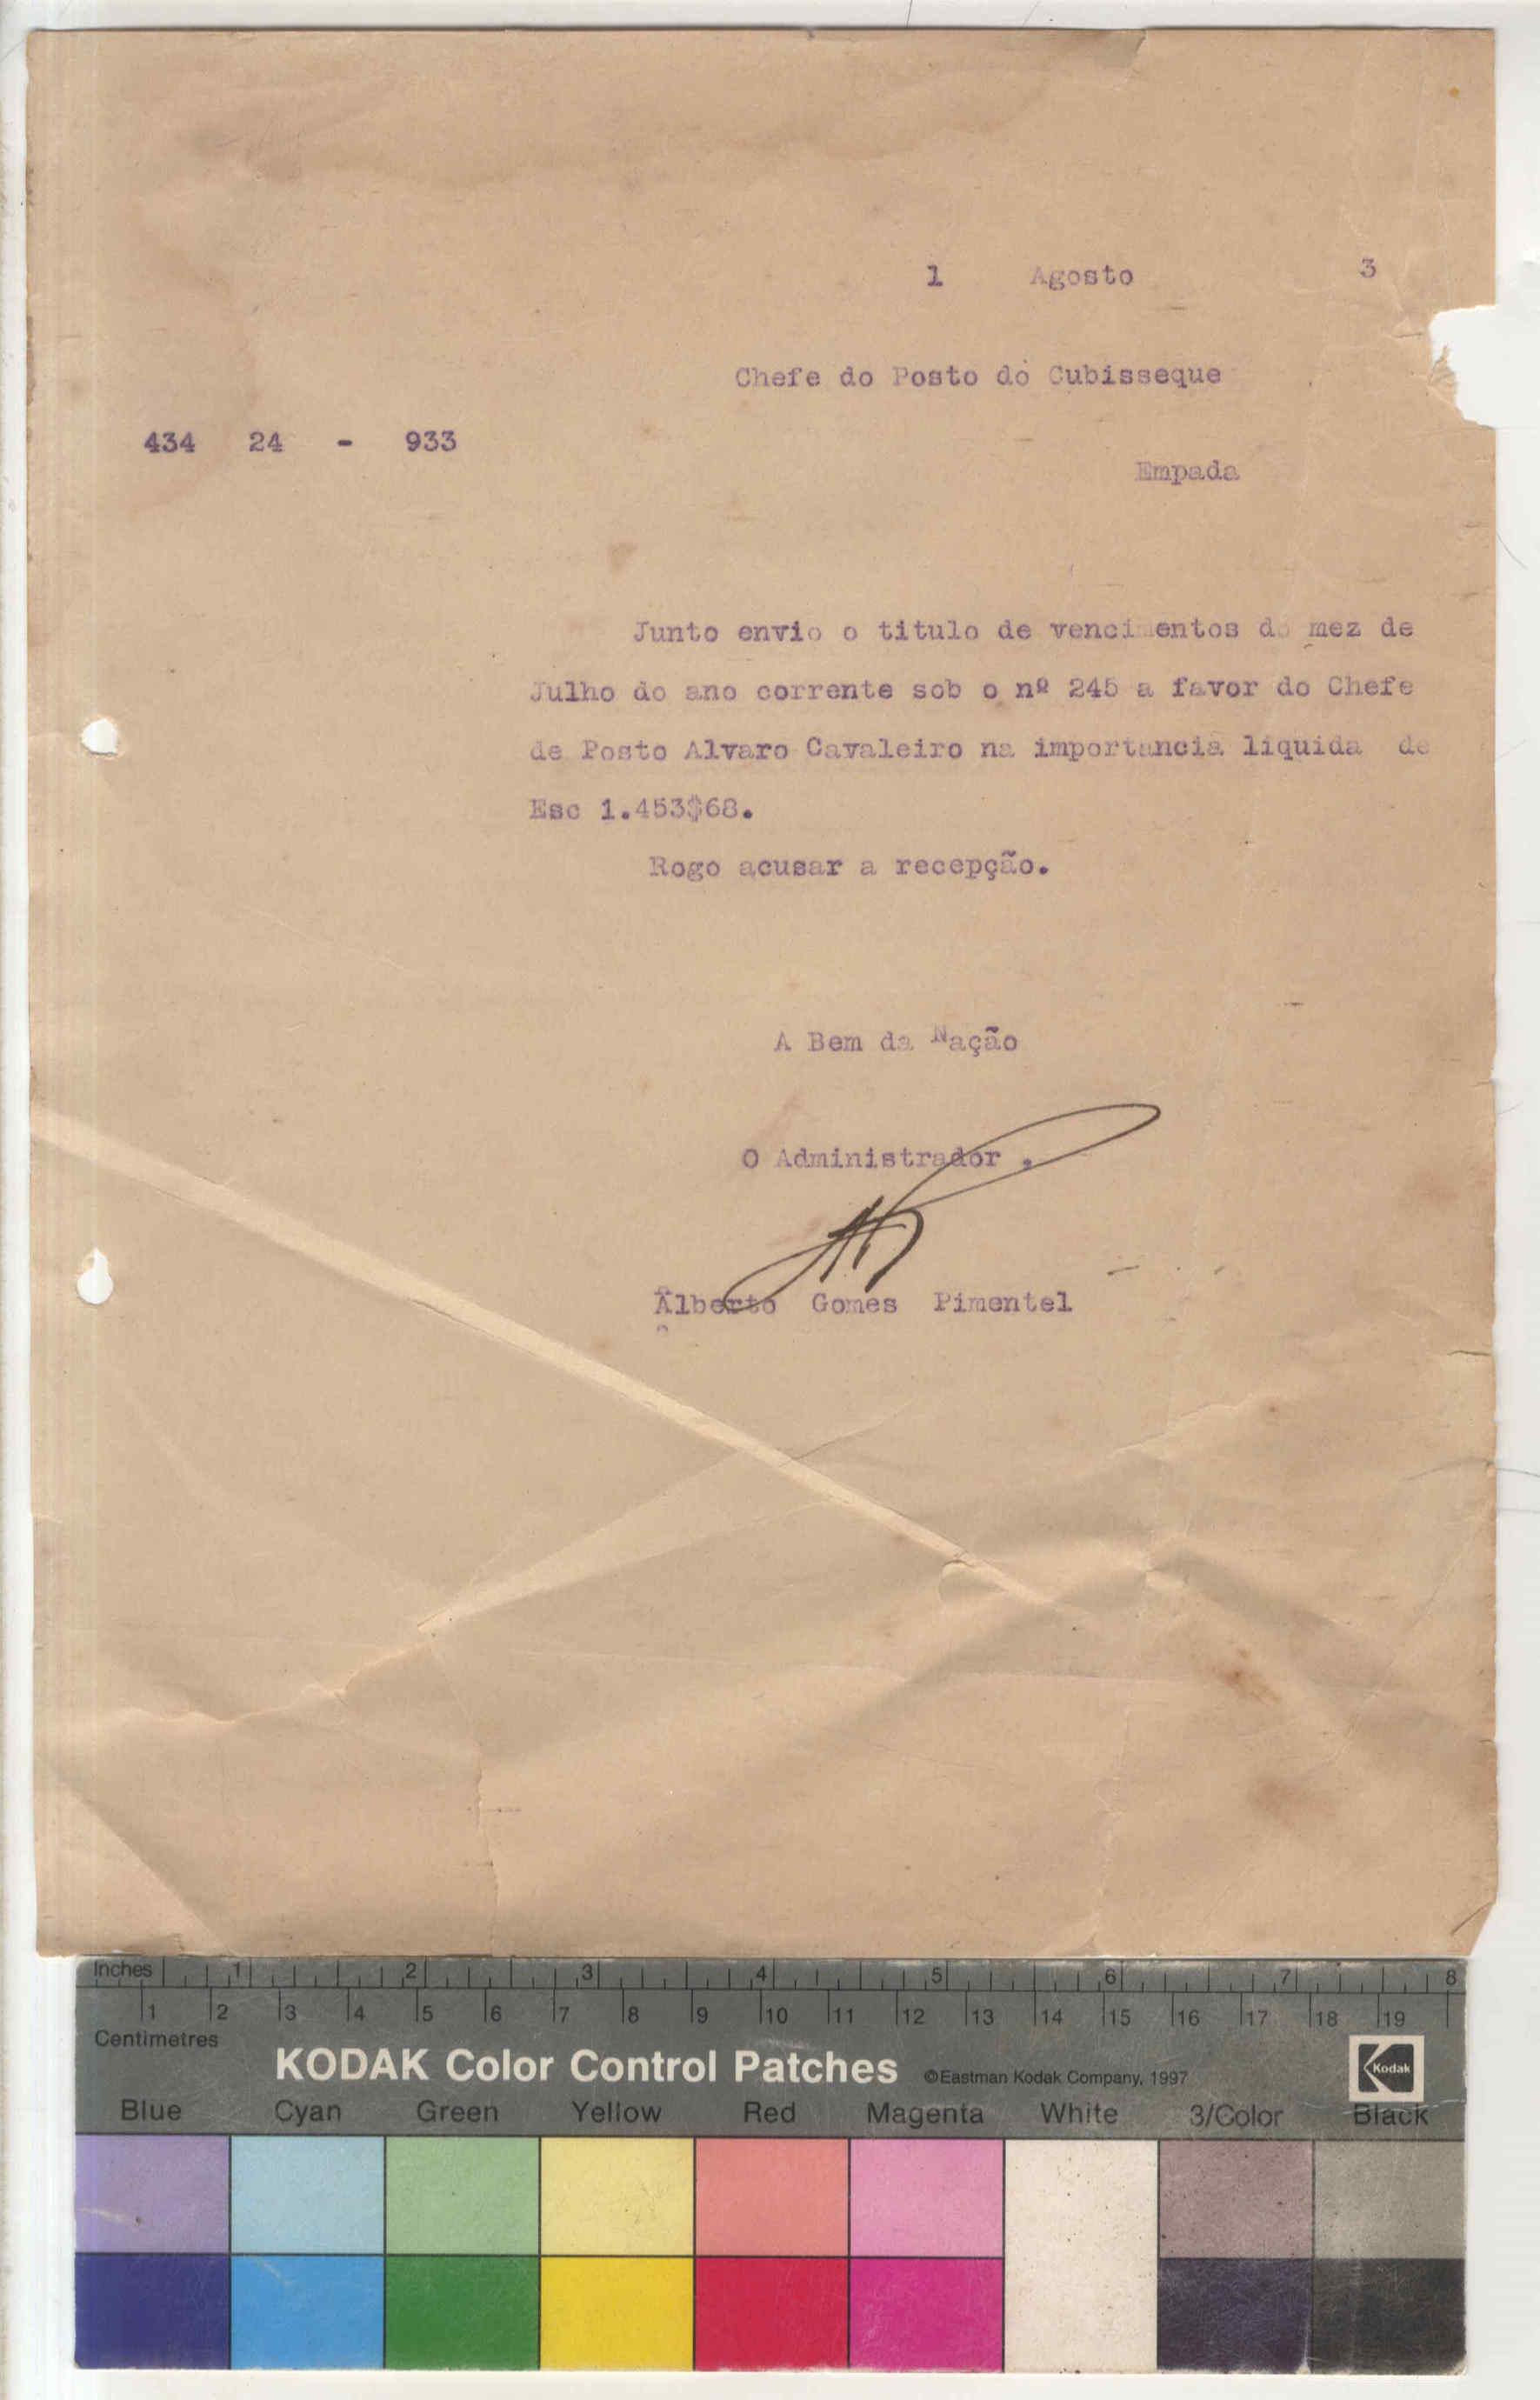 1 Agosto 3
Chefe do Posto do Cubisseque
434 24 - 933
Empada
Junto envio o titulo de vencimentos do mez de
Julho do ano corrente sob o nº 245 a favor do Chefe
de Posto Alvaro Cavaleiro na importancia liquida de
Esc 1.453$68.
Rogo acusar a recepção.
A Bem da Nação
O Administrador .
Alberto Gomes Pimentel
Inches 1 2 3 4 5 6 7 8
1 2 3 4 5 6 7 8 9 10 11 12 13 14 15 16 17 18 19
Centimetres
KODAK Color Control Patches ©Eastman Kodak Company, 1997 Kodak
Blue Cyan Green Yellow Red Magenta White 3/Color Black